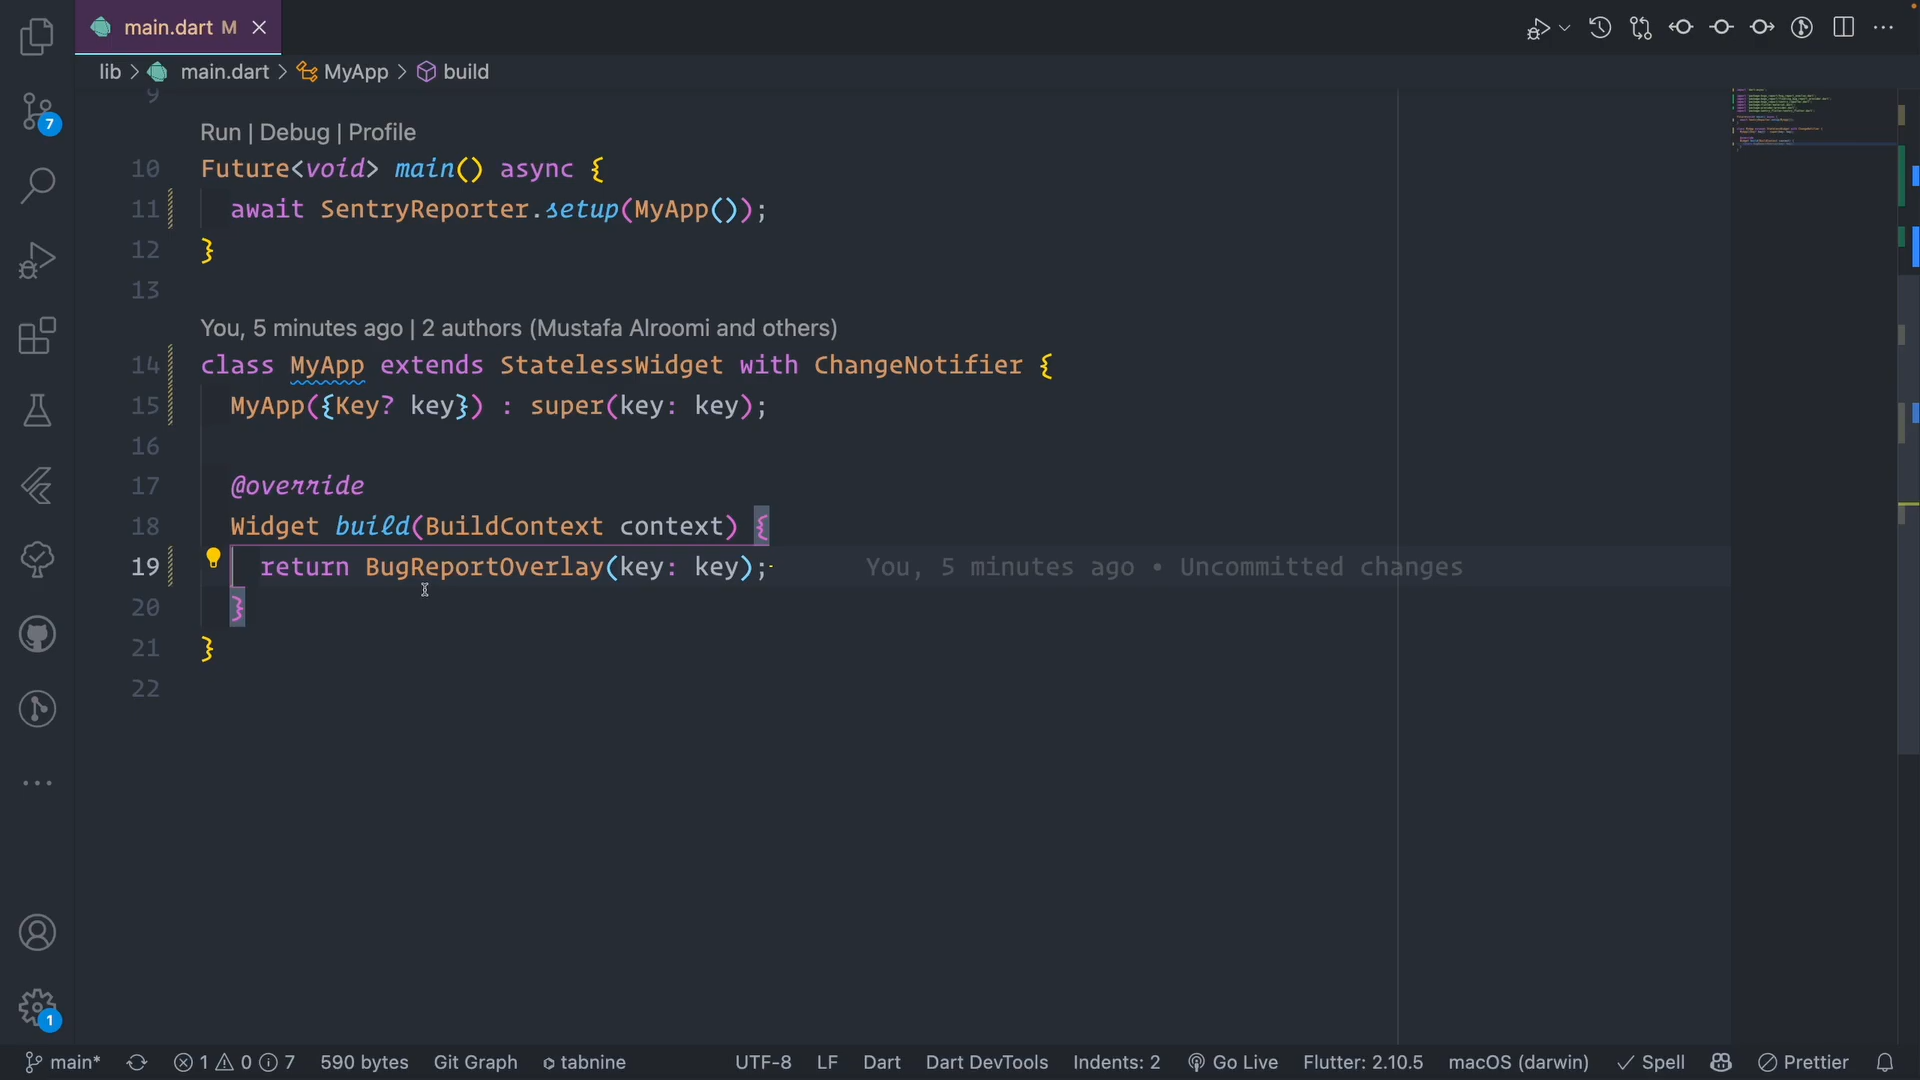 main.dart M
lib > main.dart > MyApp > build
9
Run | Debug | Profile
10 Future<void> main() async {
11 await SentryReporter.setup(MyApp());
12 }
13
You, 5 minutes ago | 2 authors (Mustafa Alroomi and others)
14 class MyApp extends StatelessWidget with ChangeNotifier {
15 MyApp({Key? key}) : super(key: key);
16
17 @override
18 Widget build(BuildContext context) {
19 return BugReportOverlay(key: key); You, 5 minutes ago • Uncommitted changes
20 }
21 }
22
7
1
main* 1 0 7 590 bytes Git Graph tabnine UTF-8 LF Dart Dart DevTools Indents: 2 Go Live Flutter: 2.10.5 macOS (darwin) Spell Prettier